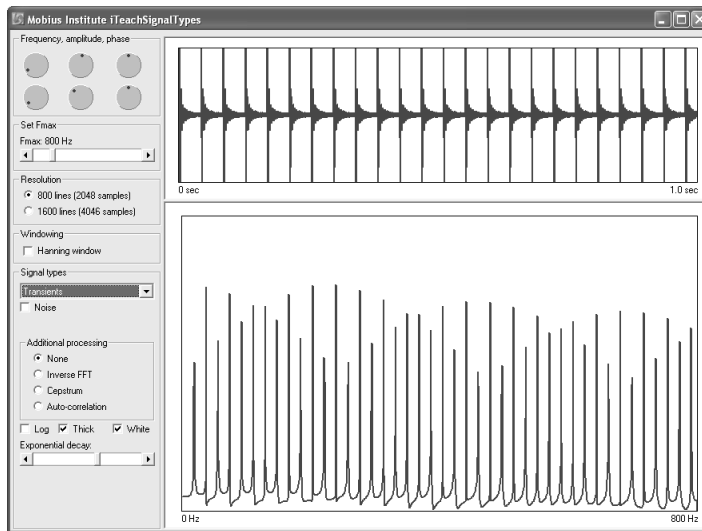 Mobius Institute iTeachSignalTypes
Frequency, amplitude, phase
Set Fmax
Fmax: 800 Hz
Resolution
800 lines (2048 samples)
1600 lines (4046 samples)
Windowing
Hanning window
Signal types
Transients
Noise
Additional processing
None
Inverse FFT
Cepstrum
Auto-correlation
Log Thick White
Exponential decay:
0 sec 1.0 sec
0 Hz 800 Hz